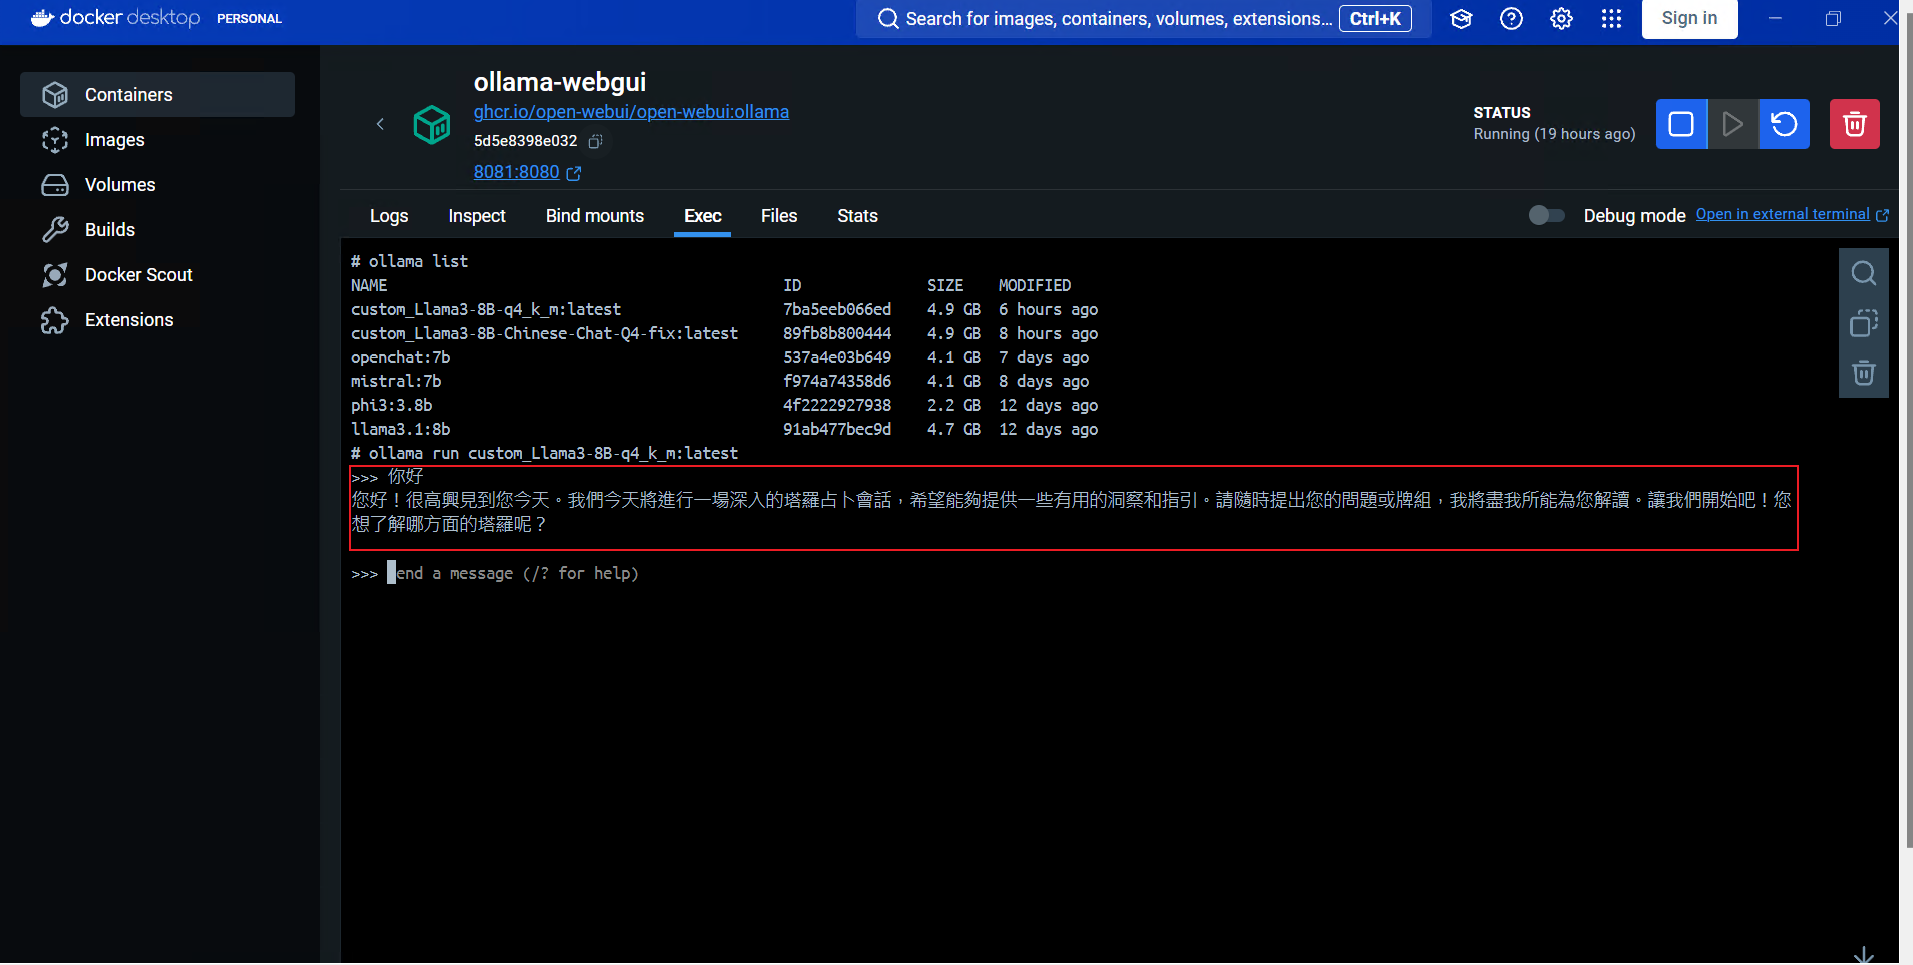 docker desktop PERSONAL
Search for images, containers, volumes, extensions... Ctrl+K
Sign in
Containers
Images
Volumes
Builds
Docker Scout
Extensions
ollama-webgui
ghcr.io/open-webui/open-webui:ollama
5d5e8398e032
8081:8080
STATUS
Running (19 hours ago)
Logs Inspect Bind mounts Exec Files Stats
Debug mode Open in external terminal
# ollama list
NAME ID SIZE MODIFIED
custom_Llama3-8B-q4_k_m:latest 7ba5eeb066ed 4.9 GB 6 hours ago
custom_Llama3-8B-Chinese-Chat-Q4-fix:latest 89fb8b800444 4.9 GB 8 hours ago
openchat:7b 537a4e03b649 4.1 GB 7 days ago
mistral:7b f974a74358d6 4.1 GB 8 days ago
phi3:3.8b 4f2222927938 2.2 GB 12 days ago
llama3.1:8b 91ab477bec9d 4.7 GB 12 days ago
# ollama run custom_Llama3-8B-q4_k_m:latest
>>> 你好
您好！很高興見到您今天。我們今天將進行一場深入的塔羅占卜會話，希望能夠提供一些有用的洞察和指引。請隨時提出您的問題或牌組，我將盡我所能為您解讀。讓我們開始吧！您
想了解哪方面的塔羅呢？
>>> end a message (/? for help)